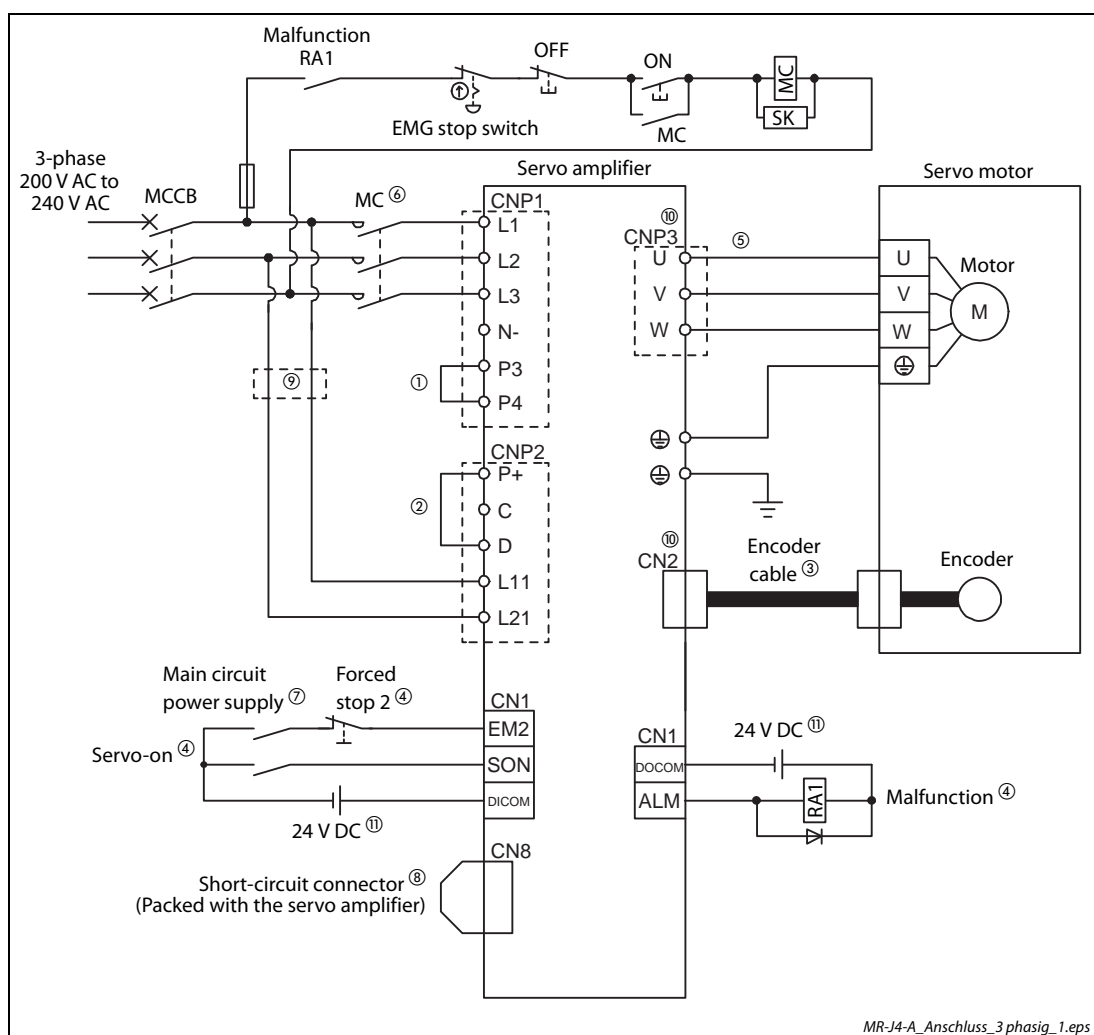 Malfunction
RA1
OFF
ON
MC
SK
EMG stop switch
MC
3-phase
200 V AC to
240 V AC
MCCB
MC ⑥
Servo amplifier
Servo motor
CNP1
L1
L2
L3
N-
P3
P4
①
⑨
⑩
CNP3
U
V
W
⑤
U
V
W
Motor
M
CNP2
P+
C
D
L11
L21
②
⑩
CN2
Encoder
cable ③
Encoder
Main circuit
power supply ⑦
Forced
stop 2 ④
Servo-on ④
CN1
EM2
SON
DICOM
24 V DC ⑪
CN1
DOCOM
ALM
24 V DC ⑪
RA1
Malfunction ④
CN8
Short-circuit connector ⑧
(Packed with the servo amplifier)
MR-J4-A_Anschluss_3 phasig_1.eps